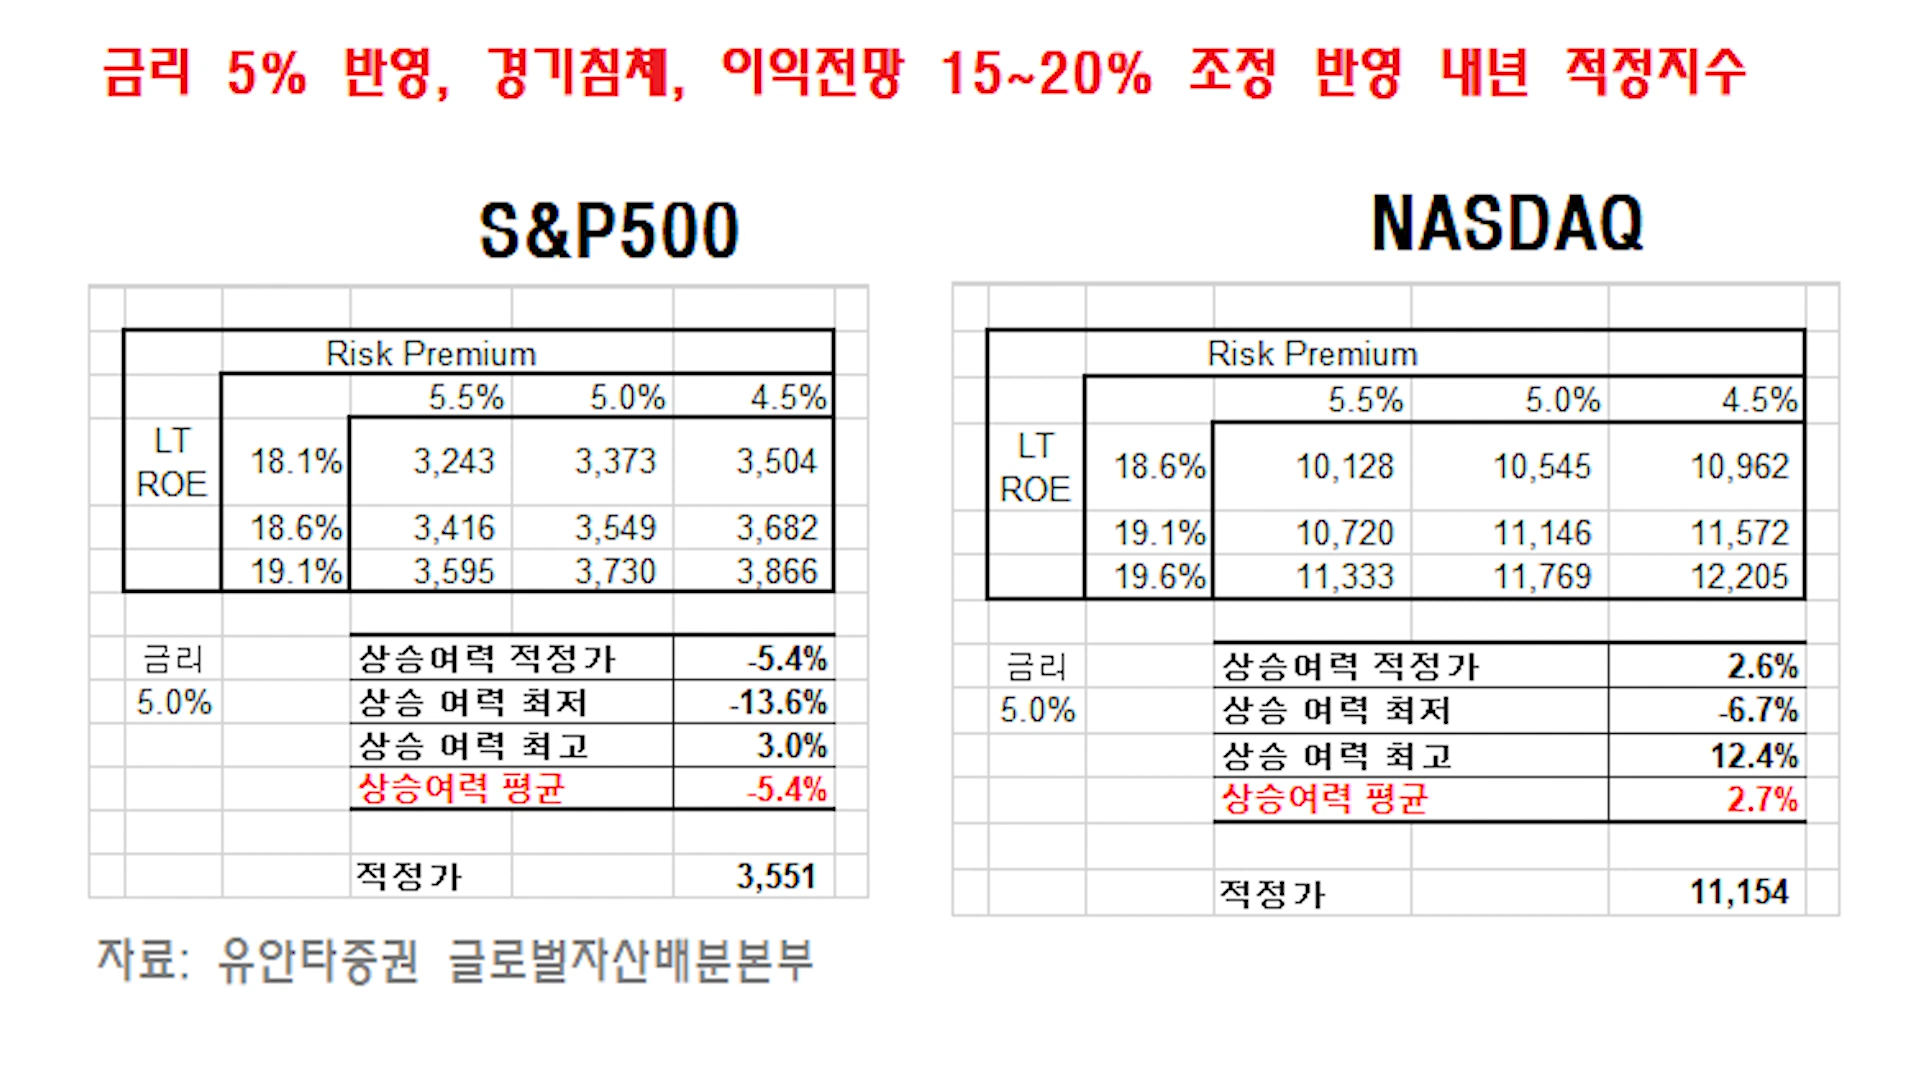 금리 5% 반영, 경기침체, 이익전망 15~20% 조정 반영 내년 적정지수
S&P500
Risk Premium
5.5% 5.0% 4.5%
LT
ROE
18.1% 3,243 3,373 3,504
18.6% 3,416 3,549 3,682
19.1% 3,595 3,730 3,866
금리
5.0%
상승여력 적정가 -5.4%
상승 여력 최저 -13.6%
상승 여력 최고 3.0%
상승여력 평균 -5.4%
적정가 3,551
NASDAQ
Risk Premium
5.5% 5.0% 4.5%
LT
ROE
18.6% 10,128 10,545 10,962
19.1% 10,720 11,146 11,572
19.6% 11,333 11,769 12,205
금리
5.0%
상승여력 적정가 2.6%
상승 여력 최저 -6.7%
상승 여력 최고 12.4%
상승여력 평균 2.7%
적정가 11,154
자료: 유안타증권 글로벌자산배분본부